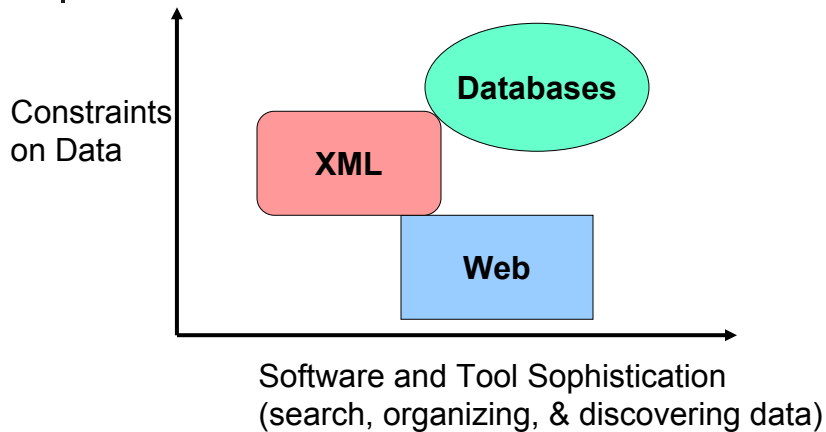 Databases
Constraints
on Data
XML
Web
Software and Tool Sophistication
(search, organizing, & discovering data)